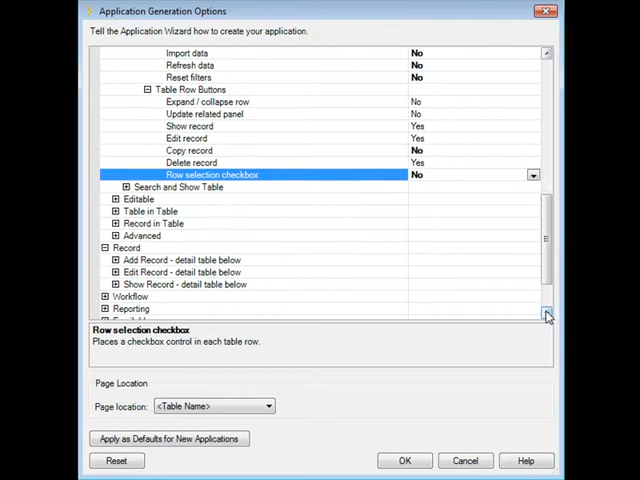 Application Generation Options
Tell the Application Wizard how to create your application.
Import data No
Refresh data No
Reset filters No
Table Row Buttons
Expand / collapse row No
Update related panel No
Show record Yes
Edit record Yes
Copy record No
Delete record Yes
Row selection checkbox No
Search and Show Table
Editable
Table in Table
Record in Table
Advanced
Record
Add Record - detail table below
Edit Record - detail table below
Show Record - detail table below
Workflow
Reporting
Row selection checkbox
Places a checkbox control in each table row.
Page Location
Page location: <Table Name>
Apply as Defaults for New Applications
Reset OK Cancel Help